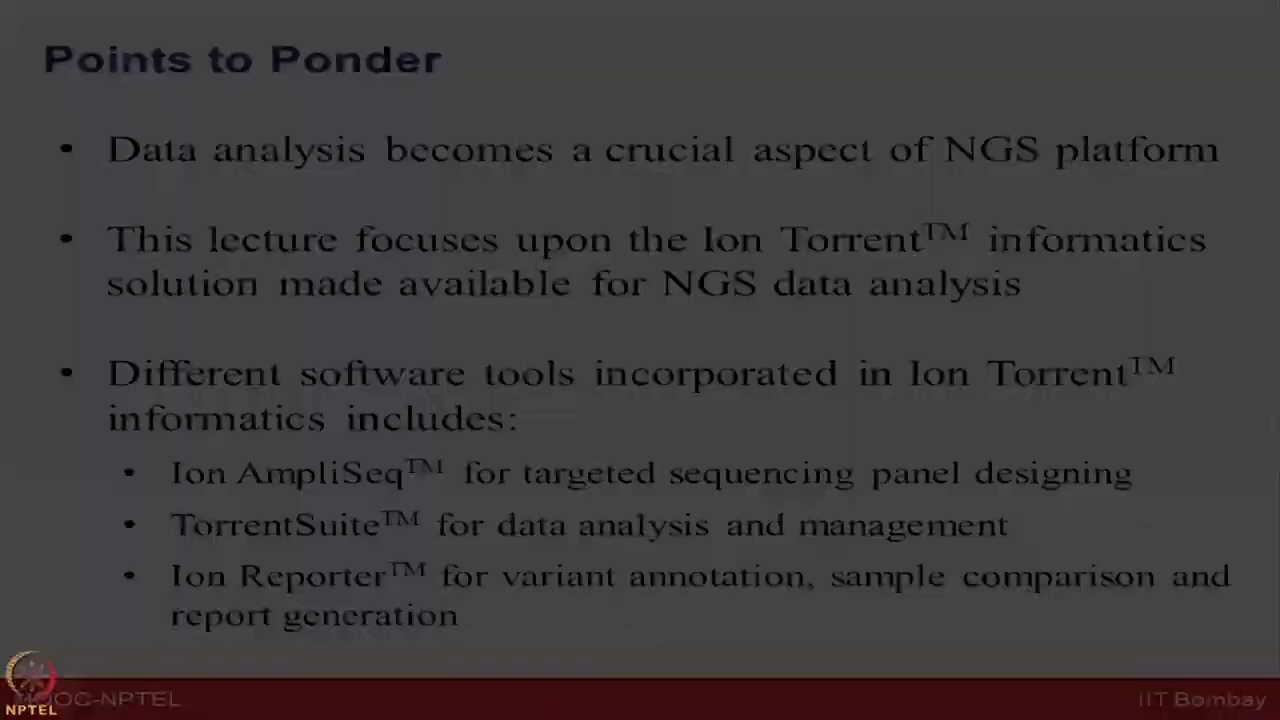 Points to Ponder
• Data analysis becomes a crucial aspect of NGS platform
• This lecture focuses upon the Ion Torrent™ informatics
solution made available for NGS data analysis
• Different software tools incorporated in Ion Torrent™
informatics includes:
• Ion AmpliSeq™ for targeted sequencing panel designing
• TorrentSuite™ for data analysis and management
• Ion Reporter™ for variant annotation, sample comparison and
report generation
MOOC-NPTEL
NPTEL
IIT Bombay